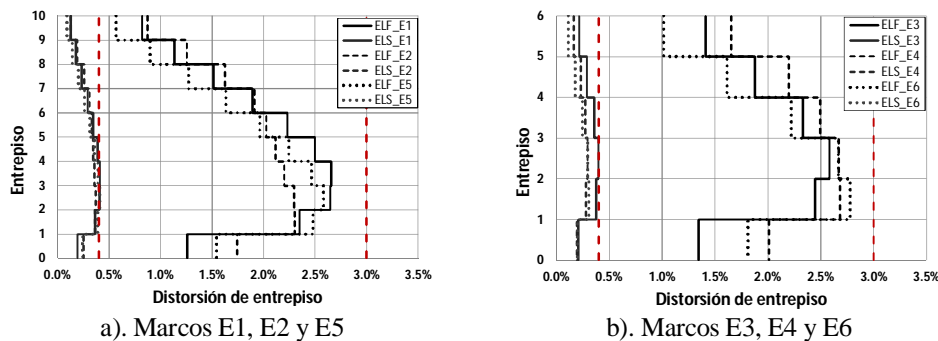 10
9
8
7
6
5
4
3
2
1
0
Entrepiso
0.0% 0.5% 1.0% 1.5% 2.0% 2.5% 3.0% 3.5%
Distorsión de entrepiso
ELF_E1
ELS_E1
ELF_E2
ELS_E2
ELF_E5
ELS_E5
a). Marcos E1, E2 y E5
6
5
4
3
2
1
0
Entrepiso
0.0% 0.5% 1.0% 1.5% 2.0% 2.5% 3.0% 3.5%
Distorsión de entrepiso
ELF_E3
ELS_E3
ELF_E4
ELS_E4
ELF_E6
ELS_E6
b). Marcos E3, E4 y E6